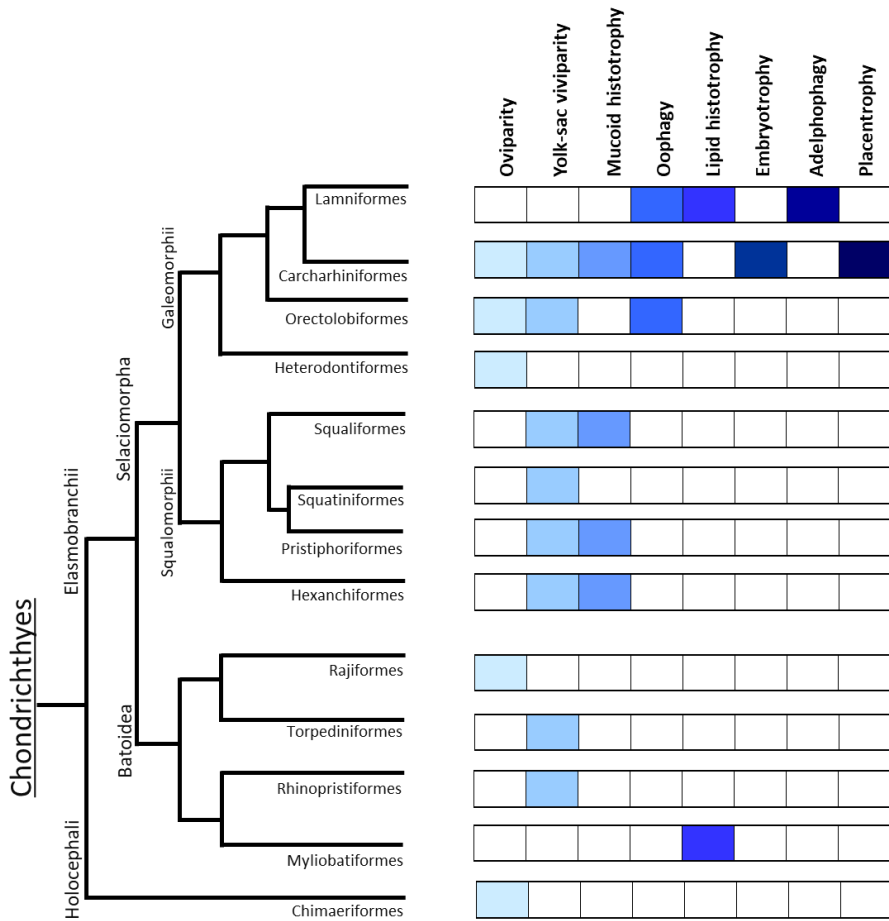 Oviparity
Yolk-sac viviparity
Mucoid histotrophy
Oophagy
Lipid histotrophy
Embryotrophy
Adelphophagy
Placentrophy
Lamniformes
Carcharhiniformes
Orectolobiformes
Heterodontiformes
Squaliformes
Squatiniformes
Pristiphoriformes
Hexanchiformes
Rajiformes
Torpediniformes
Rhinopristiformes
Myliobatiformes
Chimaeriformes
Galeomorphii
Squalomorphii
Selaciomorpha
Batoidea
Elasmobranchii
Holocephali
Chondrichthyes